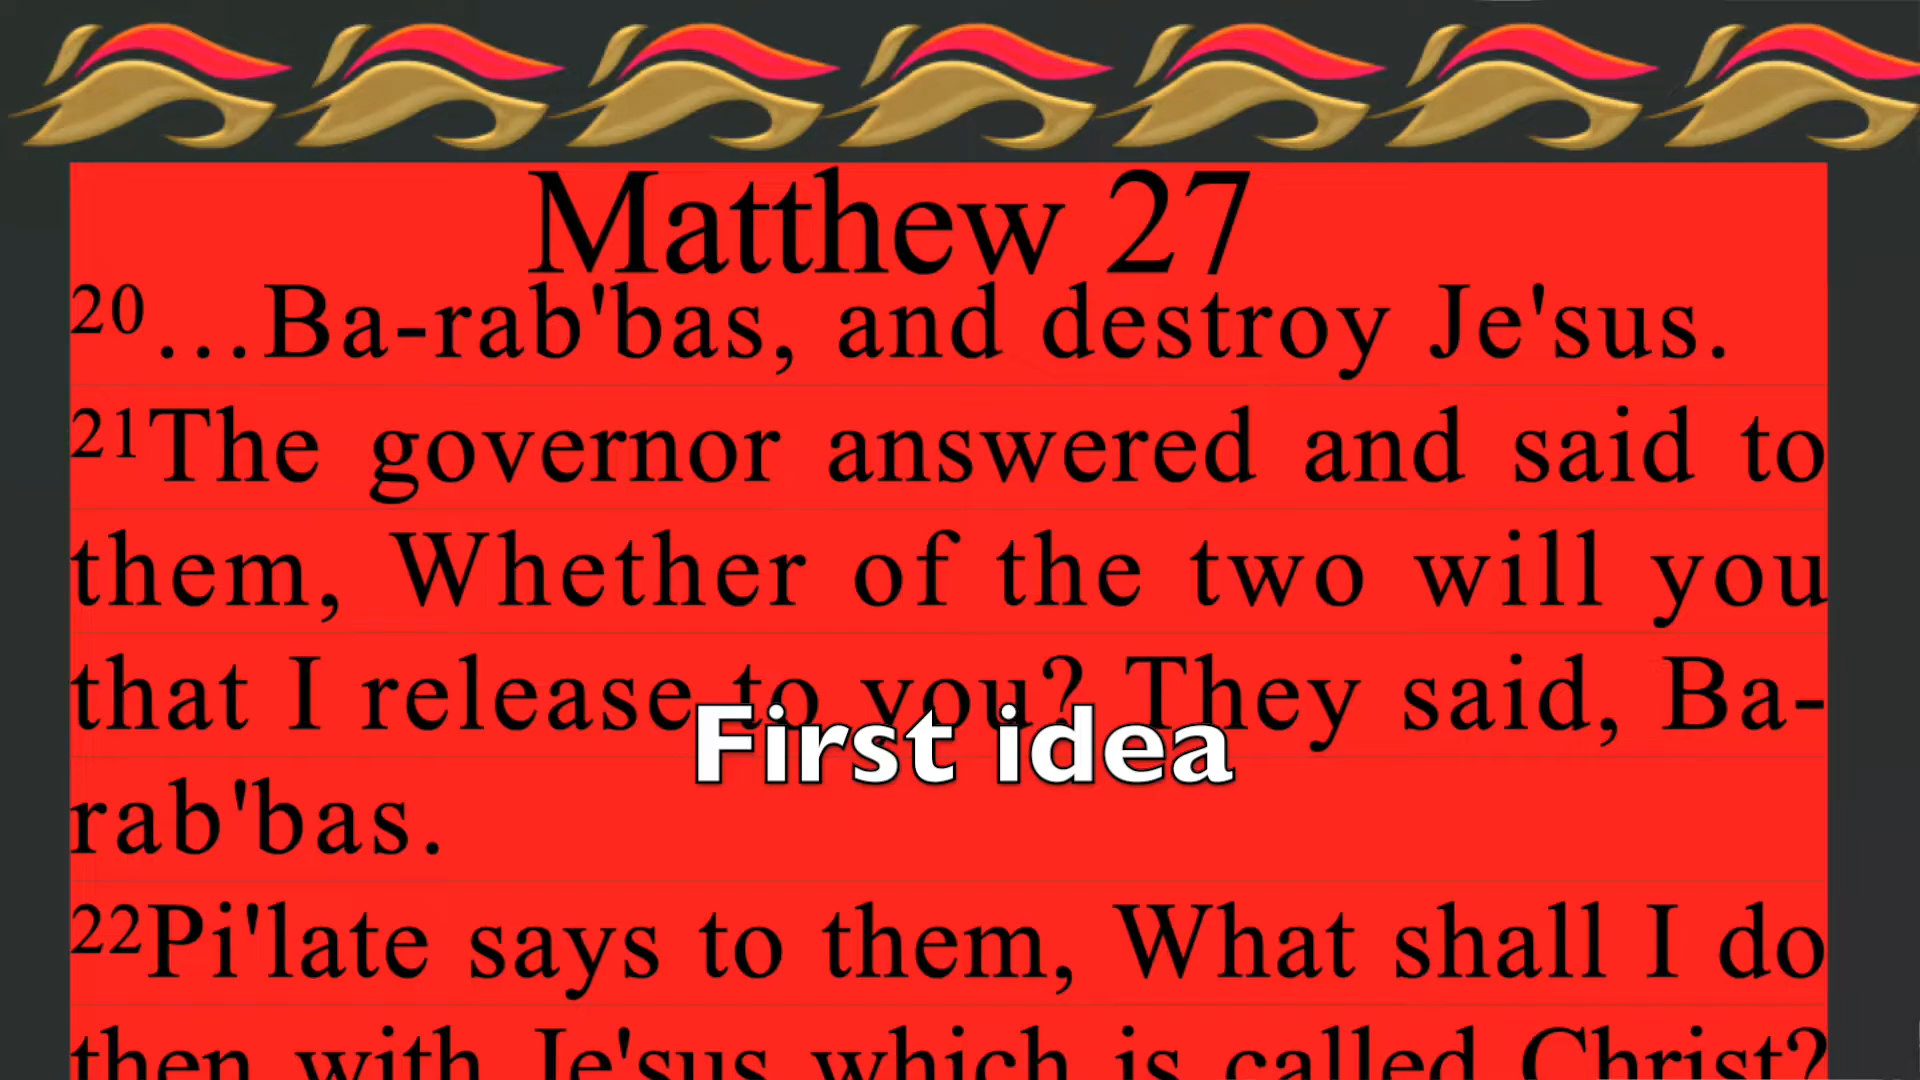 Matthew 27
20…Ba-rab'bas, and destroy Je'sus.
21The governor answered and said to
them, Whether of the two will you
that I release to you? They said, Ba-
First idea
rab'bas.
22Pi'late says to them, What shall I do
then with Je'sus which is called Christ?